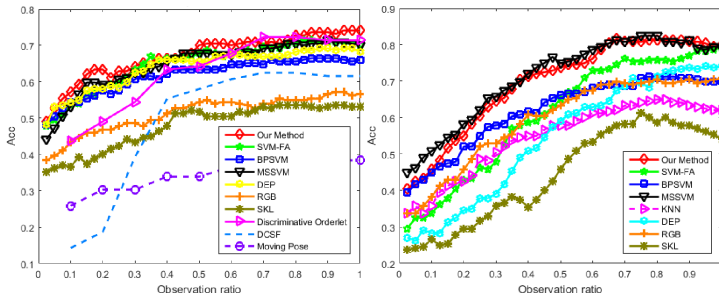 0.8
0.7
0.6
0.5
0.4
0.3
0.2
0.1
Acc
0 0.1 0.2 0.3 0.4 0.5 0.6 0.7 0.8 0.9 1
Observation ratio
Our Method
SVM-FA
BPSVM
MSSVM
DEP
RGB
SKL
Discriminative Orderlet
DCSF
Moving Pose
0.9
0.8
0.7
0.6
0.5
0.4
0.3
0.2
Acc
0 0.1 0.2 0.3 0.4 0.5 0.6 0.7 0.8 0.9
Observation ratio
Our Method
SVM-FA
BPSVM
MSSVM
KNN
DEP
RGB
SKL